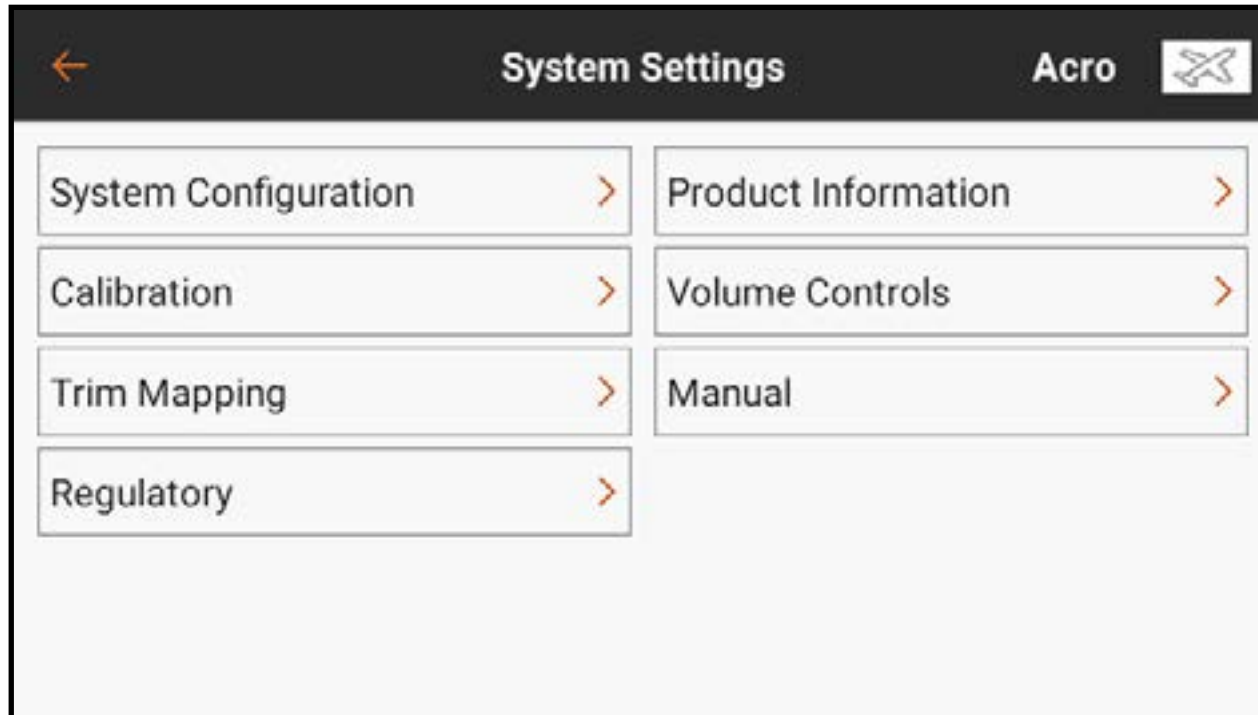 System Settings Acro
System Configuration
Product Information
Calibration
Volume Controls
Trim Mapping
Manual
Regulatory